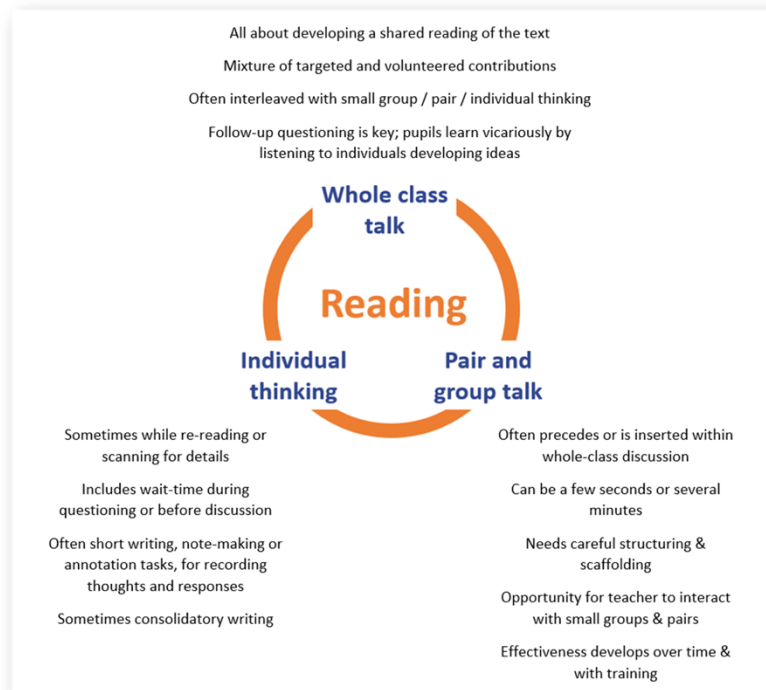 All about developing a shared reading of the text
Mixture of targeted and volunteered contributions
Often interleaved with small group / pair / individual thinking
Follow-up questioning is key; pupils learn vicariously by
listening to individuals developing ideas
Whole class
talk
Reading
Individual
thinking
Pair and
group talk
Sometimes while re-reading or
scanning for details
Includes wait-time during
questioning or before discussion
Often short writing, note-making or
annotation tasks, for recording
thoughts and responses
Sometimes consolidatory writing
Often precedes or is inserted within
whole-class discussion
Can be a few seconds or several
minutes
Needs careful structuring &
scaffolding
Opportunity for teacher to interact
with small groups & pairs
Effectiveness develops over time &
with training